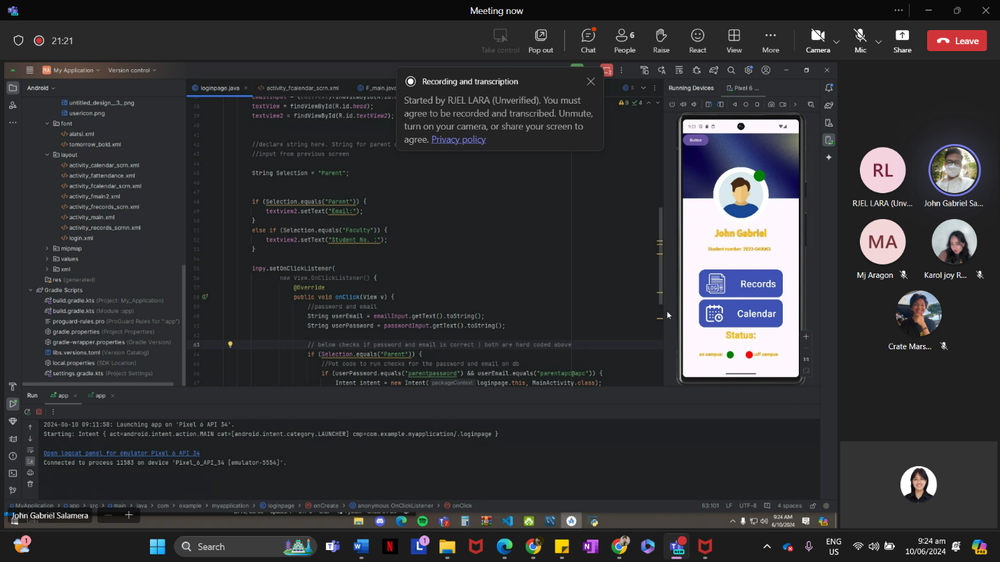 Meeting now
21:21
Take control
Pop out
Chat
6
People
Raise
React
View
More
Camera
Mic
Share
Leave
MA My Application
Version control
Android
untitled_design__3_.png
usericon.png
font
alatsi.xml
tomorrow_bold.xml
layout
activity_calendar_scrn.xml
activity_fattendance.xml
activity_fcalendar_scrn.xml
activity_fmain2.xml
activity_frecords_scrn.xml
activity_main.xml
activity_records_scrnn.xml
login.xml
mipmap
values
xml
res (generated)
Gradle Scripts
build.gradle.kts (Project: My_Application)
build.gradle.kts (Module :app)
proguard-rules.pro (ProGuard Rules for ":app")
gradle.properties (Project Properties)
gradle-wrapper.properties (Gradle Version)
libs.versions.toml (Version Catalog)
local.properties (SDK Location)
settings.gradle.kts (Project Settings)
loginpage.java
activity_fcalendar_scrn.xml
F_main.java
9 4
38 textView = findViewById(R.id.head);
39 textview2 = findViewById(R.id.textView2);
40
41
42 //declare string here. String for parent
43 //input from previous screen
44
45 String Selection = "Parent";
46
47
48 if (Selection.equals("Parent")) {
49 textview2.setText("Email:");
50 }
51 else if (Selection.equals("Faculty")) {
52 textview2.setText("Student No. :");
53 }
54
55 inpy.setOnClickListener(
56 new View.OnClickListener() {
57 @Override
58 public void onClick(View v) {
59 //password and email
60 String userEmail = emailInput.getText().toString();
61 String userPassword = passwordInput.getText().toString();
62
63 // below checks if password and email is correct | both are hard coded above
64 if (Selection.equals("Parent")) {
65 //Put code to run checks for the password and email on db
66 if (userPassword.equals("parentpassword") && userEmail.equals("parentapc@apc")) {
67 Intent intent = new Intent( packageContext: loginpage.this, MainActivity.class);
Recording and transcription
Started by RJEL LARA (Unverified). You must
agree to be recorded and transcribed. Unmute,
turn on your camera, or share your screen to
agree. Privacy policy
Running Devices
Pixel 6 ...
9:23
Button
John Gabriel
Student number: 2022-040963
LOG
Records
Calendar
Status:
on campus:
:off campus
1:1
RL
RJEL LARA (Unv...
John Gabriel Sa...
MA
Mj Aragon
Karol joy R...
Crate Mars...
Run
app
app
2024-06-10 09:11:58: Launching app on 'Pixel 6 API 34'.
Starting: Intent { act=android.intent.action.MAIN cat=[android.intent.category.LAUNCHER] cmp=com.example.myapplication/.loginpage }
Open logcat panel for emulator Pixel 6 API 34
Connected to process 11583 on device 'Pixel_6_API_34 [emulator-5554]'.
MyApplication > app > src > main > java > com > example > myapplication > loginpage > onCreate > anonymous OnClickListener > onClick
63:101 LF UTF-8 4 spaces
John Gabriel Salamera
9:24 AM
6/10/2024
1
Search
1
NEW
ENG
US
9:24 am
10/06/2024
PRE